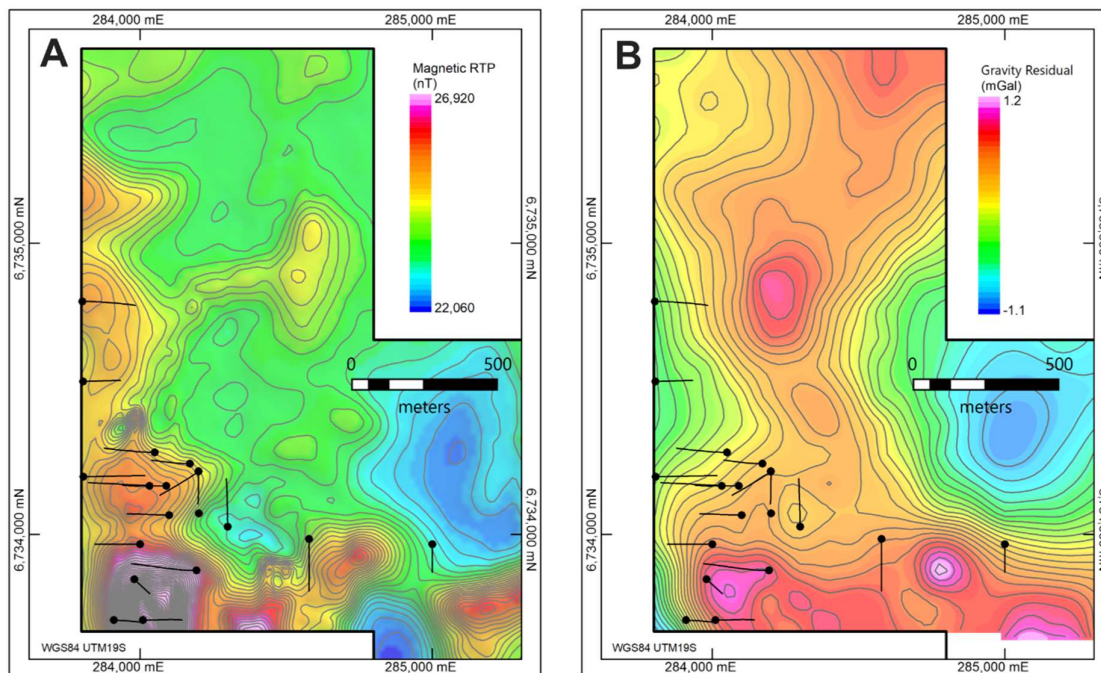 284,000 mE
285,000 mE
A
Magnetic RTP
(nT)
26,920
22,060
6,735,000 mN
6,735,000 mN
0
500
meters
6,734,000 mN
6,734,000 mN
WGS84 UTM19S
284,000 mE
285,000 mE
284,000 mE
285,000 mE
B
Gravity Residual
(mGal)
1.2
-1.1
6,735,000 mN
0
500
meters
6,734,000 mN
WGS84 UTM19S
284,000 mE
285,000 mE